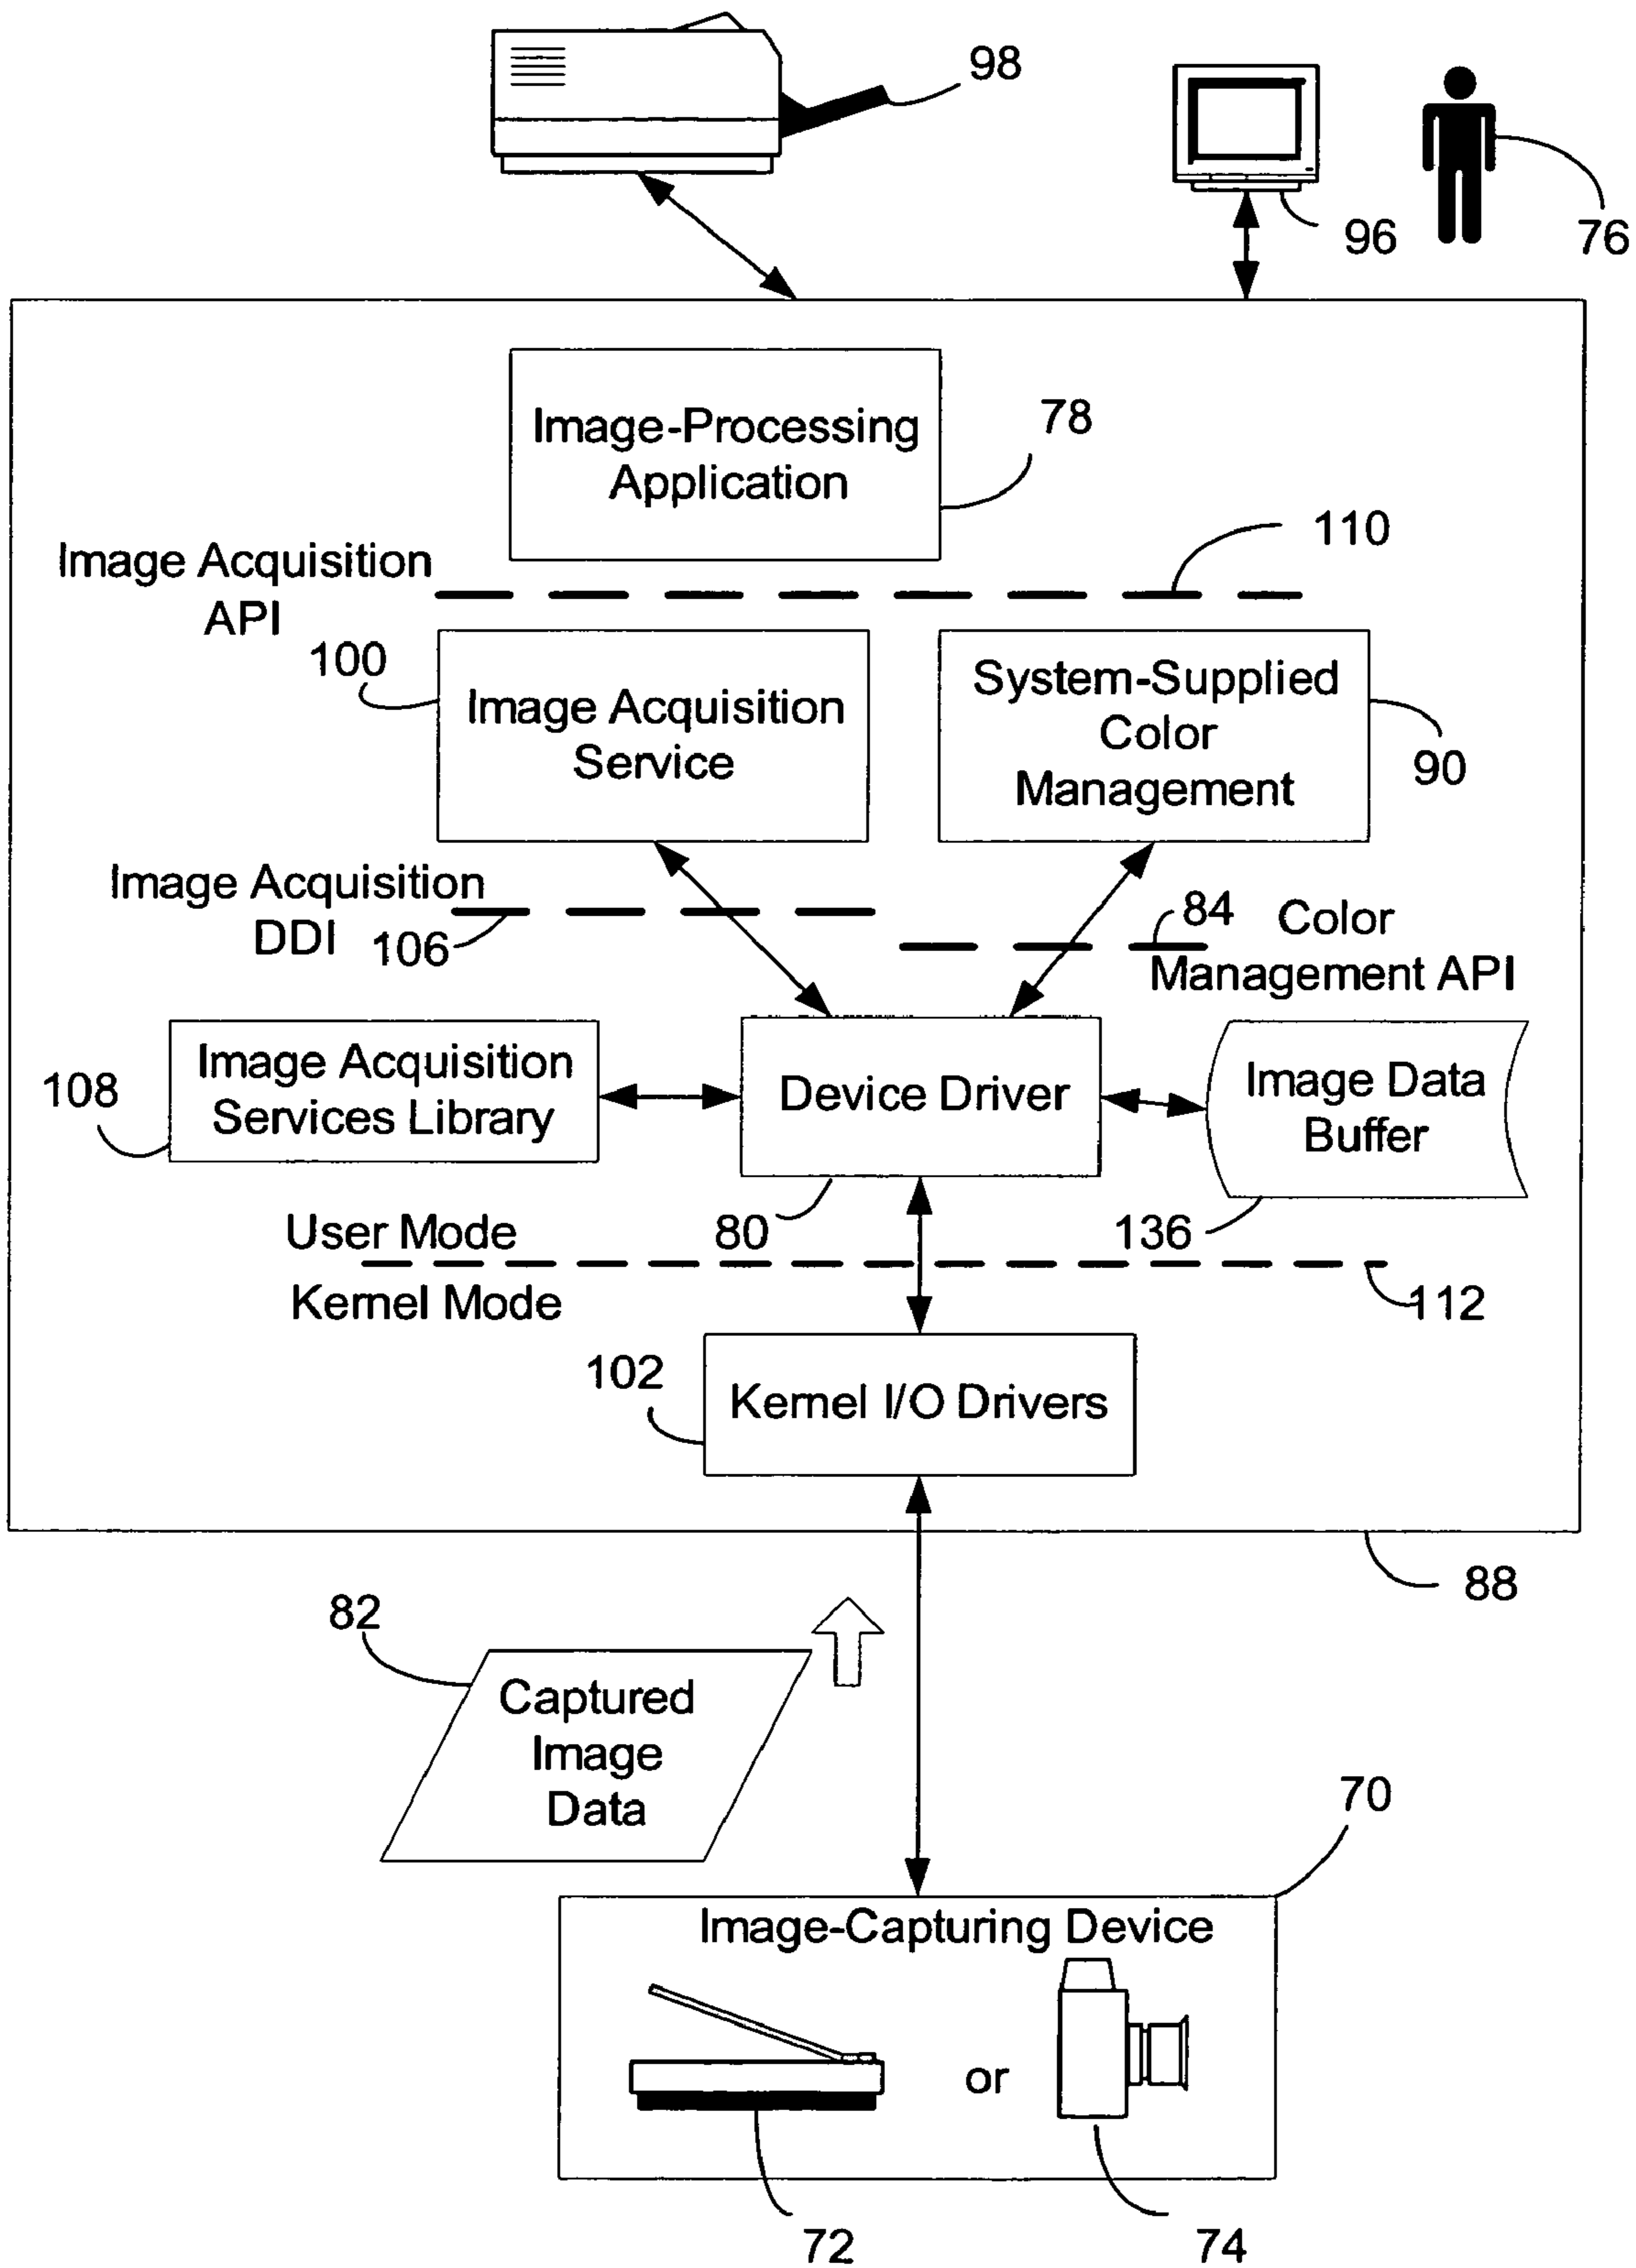 98
96
76
Image-Processing
Application
78
110
Image Acquisition
API
100
Image Acquisition
Service
System-Supplied
Color
Management
90
Image Acquisition
DDI
106
84
Color
Management API
Image Acquisition
Services Library
108
Device Driver
Image Data
Buffer
User Mode
80
136
Kernel Mode
112
102
Kernel I/O Drivers
88
82
Captured
Image
Data
70
Image-Capturing Device
or
72
74